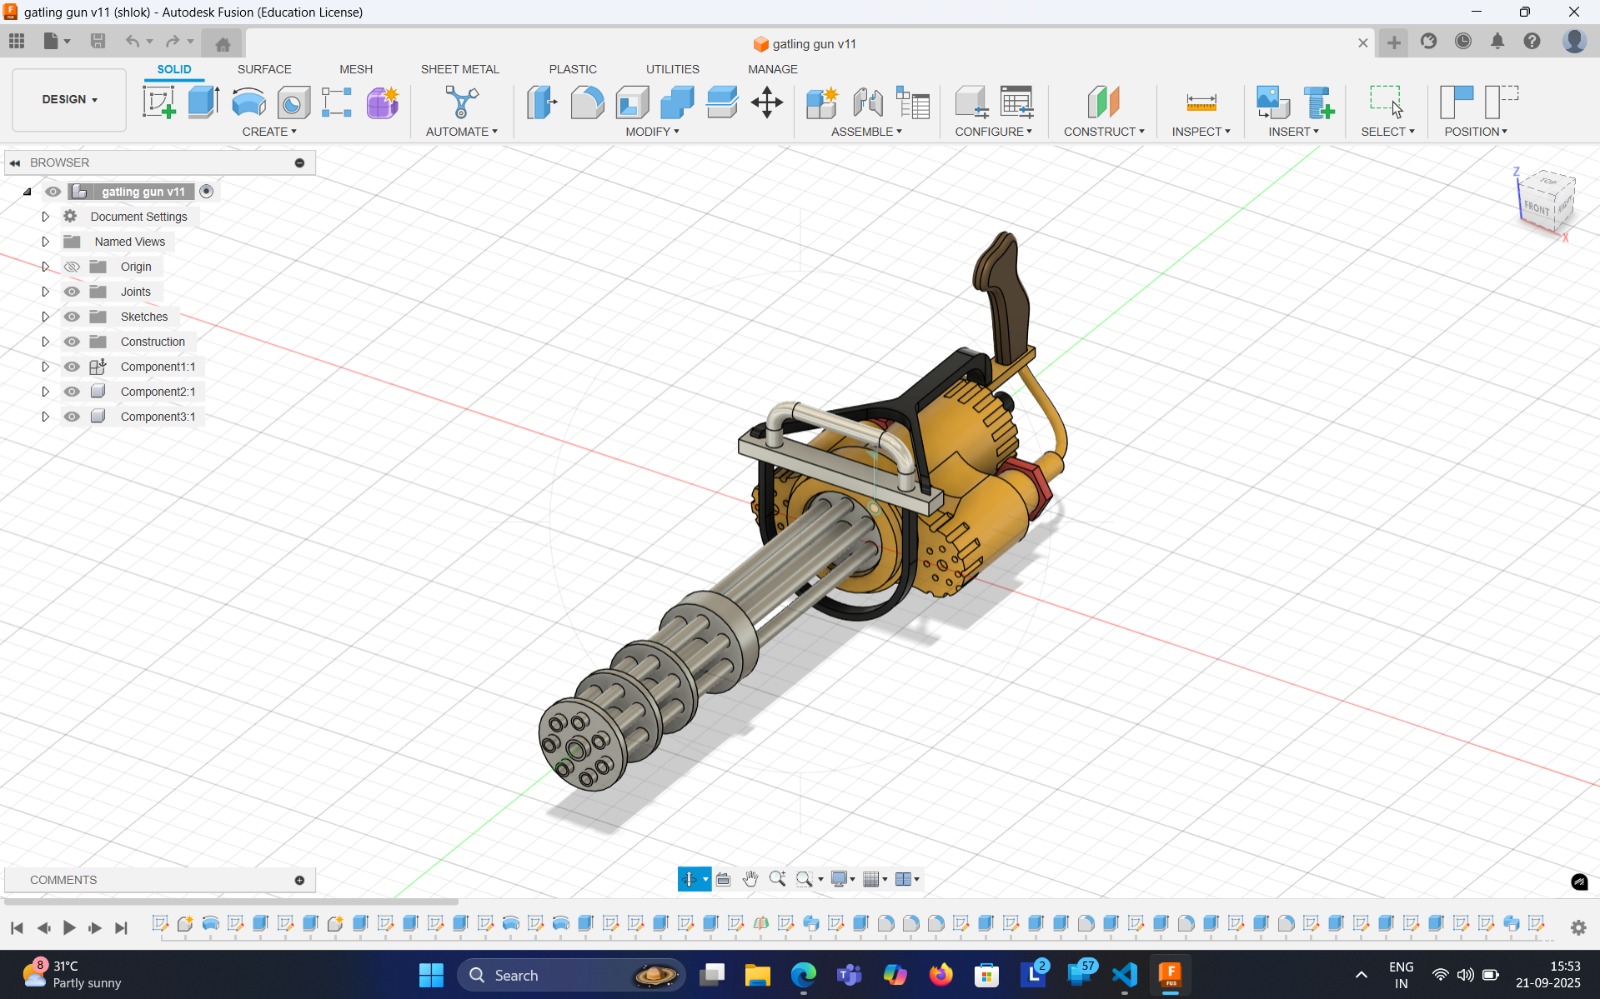 gatling gun v11 (shlok) - Autodesk Fusion (Education License)
gatling gun v11
SOLID SURFACE MESH SHEET METAL PLASTIC UTILITIES MANAGE
DESIGN
CREATE AUTOMATE MODIFY ASSEMBLE CONFIGURE CONSTRUCT INSPECT INSERT SELECT POSITION
BROWSER
gatling gun v11
Document Settings
Named Views
Origin
Joints
Sketches
Construction
Component1:1
Component2:1
Component3:1
Z
TOP
FRONT
X
COMMENTS
8
31°C
Partly sunny
Search
2
57
ENG
IN
15:53
21-09-2025